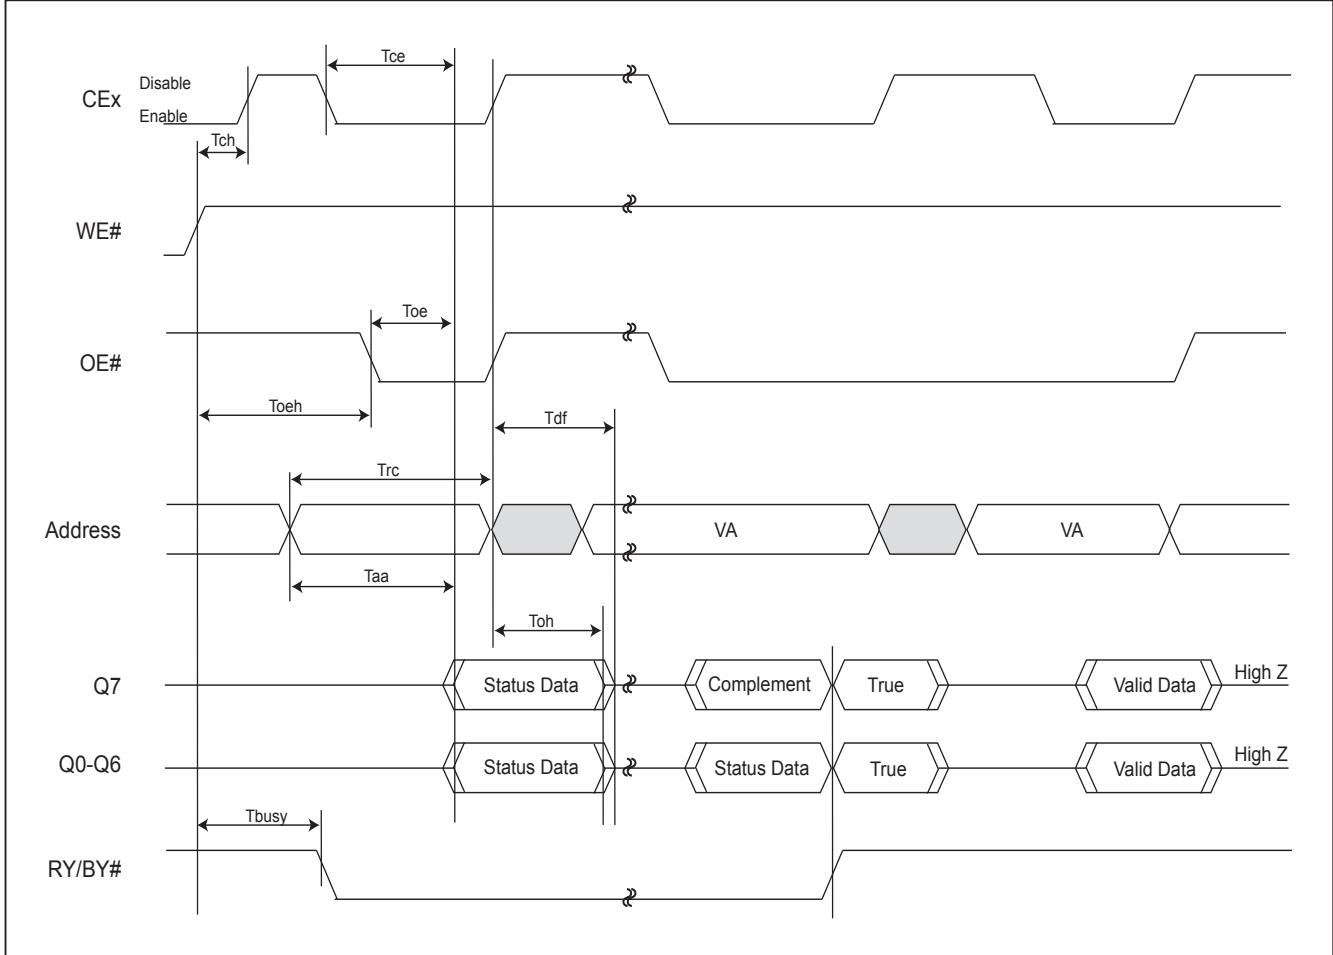 Tce
Disable
CEx
Enable
Tch
WE#
Toe
OE#
Toeh
Tdf
Trc
Address
VA
VA
Taa
Toh
Q7
Status Data
Complement
True
Valid Data
High Z
Q0-Q6
Status Data
Status Data
True
Valid Data
High Z
Tbusy
RY/BY#